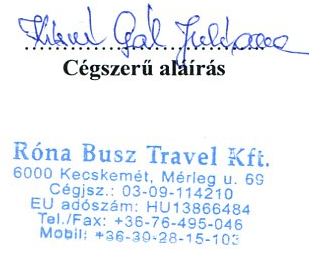 Gál
Cégszerű aláírás
Róna Busz Travel Kft.
6000 Kecskemét, Mérleg u. 69
Cégjsz.: 03-09-114210
EU adószám: HU13866484
Tel./Fax: +36-76-495-046
Mobil: +36-30-28-15-103